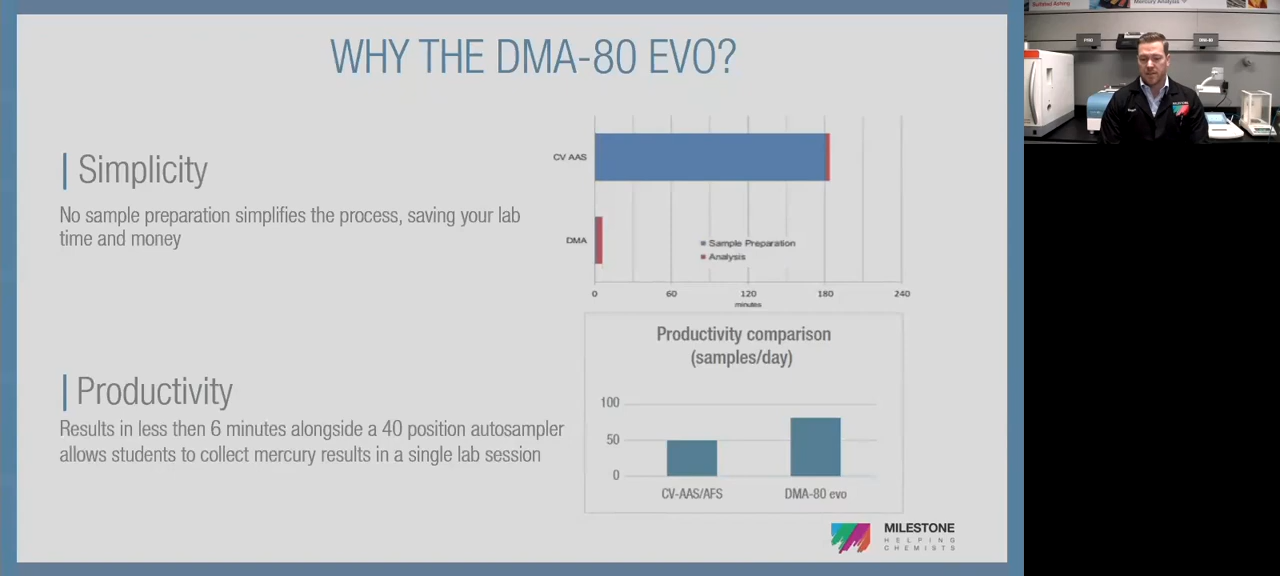 WHY THE DMA-80 EVO?
Simplicity
No sample preparation simplifies the process, saving your lab
time and money
CV AAS
DMA
Sample Preparation
Analysis
0 60 120 180 240
minutes
Productivity
Results in less then 6 minutes alongside a 40 position autosampler
allows students to collect mercury results in a single lab session
Productivity comparison
(samples/day)
100
50
0
CV-AAS/AFS DMA-80 evo
MILESTONE
HELPING
CHEMISTS
Mercury Analysis
MILESTONE